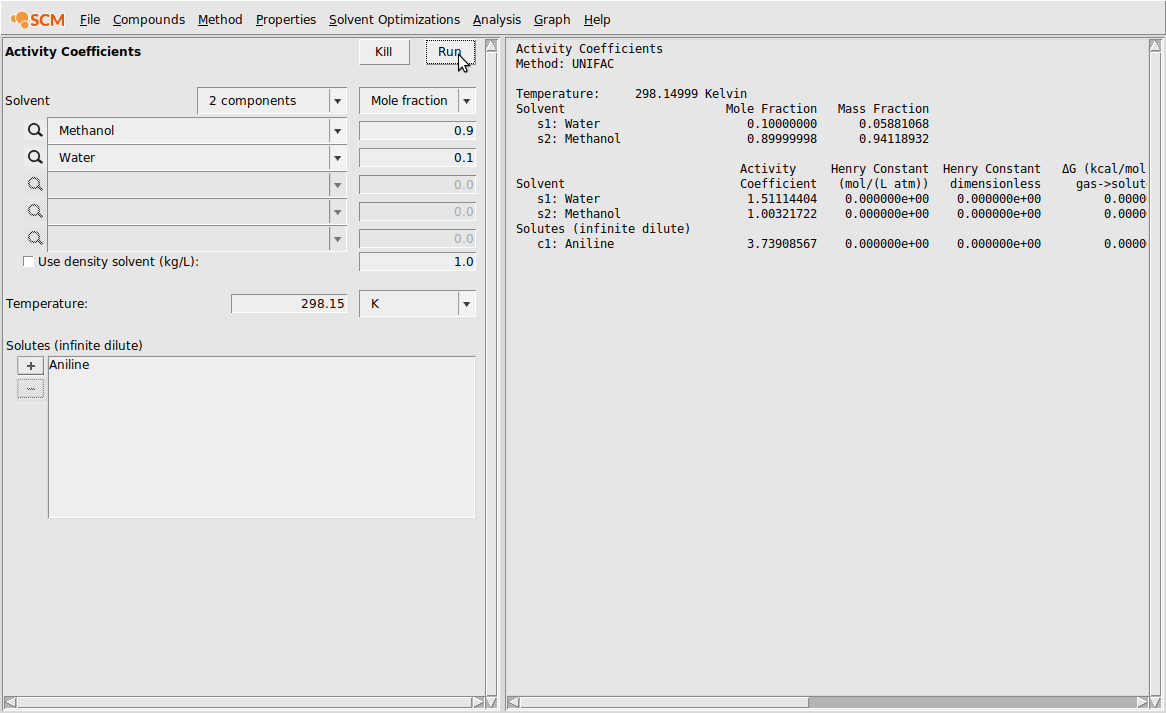 SCM File Compounds Method Properties Solvent Optimizations Analysis Graph Help
Activity Coefficients Kill Run
Solvent 2 components Mole fraction
Methanol 0.9
Water 0.1
0.0
0.0
0.0
Use density solvent (kg/L): 1.0
Temperature: 298.15 K
Solutes (infinite dilute)
+ Aniline
-
Activity Coefficients
Method: UNIFAC
Temperature: 298.14999 Kelvin
Solvent Mole Fraction Mass Fraction
s1: Water 0.10000000 0.05881068
s2: Methanol 0.89999998 0.94118932
Activity Henry Constant Henry Constant ΔG (kcal/mol
Solvent Coefficient (mol/(L atm)) dimensionless gas->solut
s1: Water 1.51114404 0.000000e+00 0.000000e+00 0.0000
s2: Methanol 1.00321722 0.000000e+00 0.000000e+00 0.0000
Solutes (infinite dilute)
c1: Aniline 3.73908567 0.000000e+00 0.000000e+00 0.0000